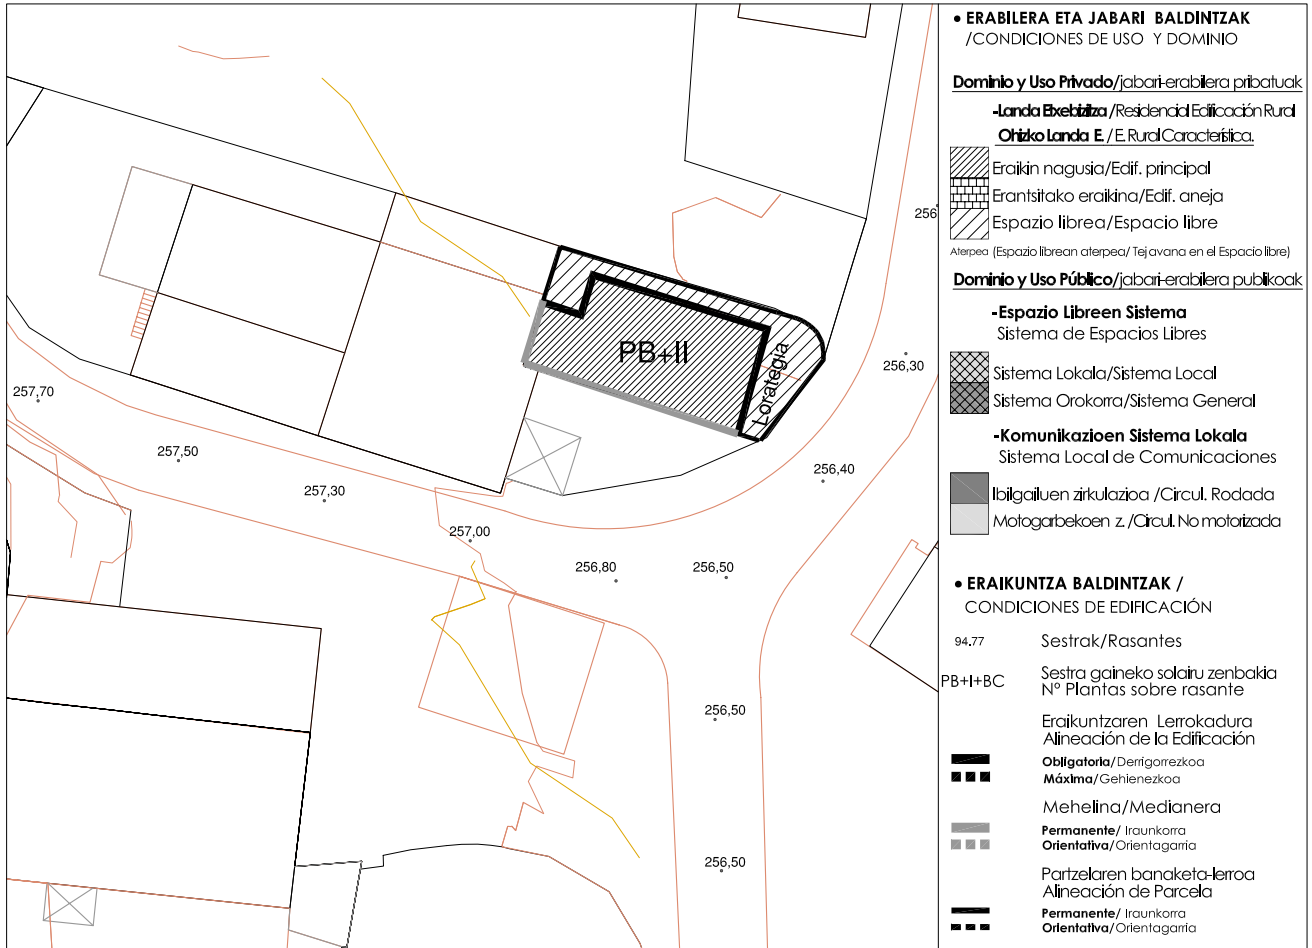 256
256,30
PB+II
Lorategia
257,70
257,50
257,30
256,40
257,00
256,80
256,50
256,50
256,50
• ERABILERA ETA JABARI BALDINTZAK
/CONDICIONES DE USO Y DOMINIO
Dominio y Uso Privado/jabari-erabilera pribatuak
-Landa Etxebizitza/Residencial Edificación Rural
Ohizko Landa E./E.Rural Característica.
Eraikin nagusia/Edif. principal
Erantsitako eraikina/Edif. aneja
Espazio librea/Espacio libre
Aterpea (Espazio librean aterpea/ Tejavana en el Espacio libre)
Dominio y Uso Público/jabari-erabilera publikoak
-Espazio Libreen Sistema
Sistema de Espacios Libres
Sistema Lokala/Sistema Local
Sistema Orokorra/Sistema General
-Komunikazioen Sistema Lokala
Sistema Local de Comunicaciones
Ibilgailuen zirkulazioa /Circul. Rodada
Motogarbekoen z./Circul. No motorizada
• ERAIKUNTZA BALDINTZAK /
CONDICIONES DE EDIFICACIÓN
94.77 Sestrak/Rasantes
PB+I+BC Sestra gaineko solairu zenbakia
Nº Plantas sobre rasante
Eraikuntzaren Lerrokadura
Alineación de la Edificación
Obligatoria/Derrigorrezkoa
Máxima/Gehienezkoa
Mehelina/Medianera
Permanente/ Iraunkorra
Orientativa/Orientagarria
Partzelaren banaketa-lerroa
Alineación de Parcela
Permanente/ Iraunkorra
Orientativa/Orientagarria